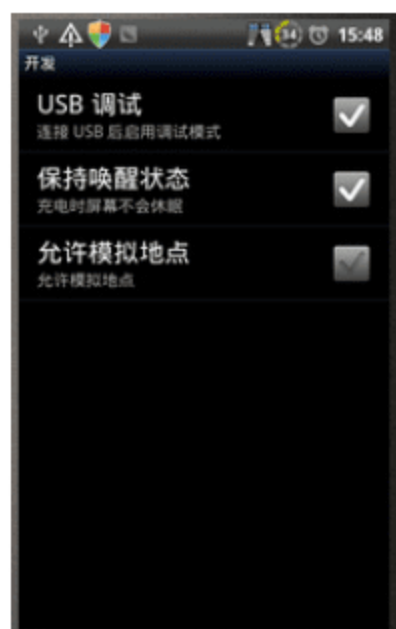 15:48
开发
USB 调试
连接 USB 后启用调试模式
保持唤醒状态
充电时屏幕不会休眠
允许模拟地点
允许模拟地点